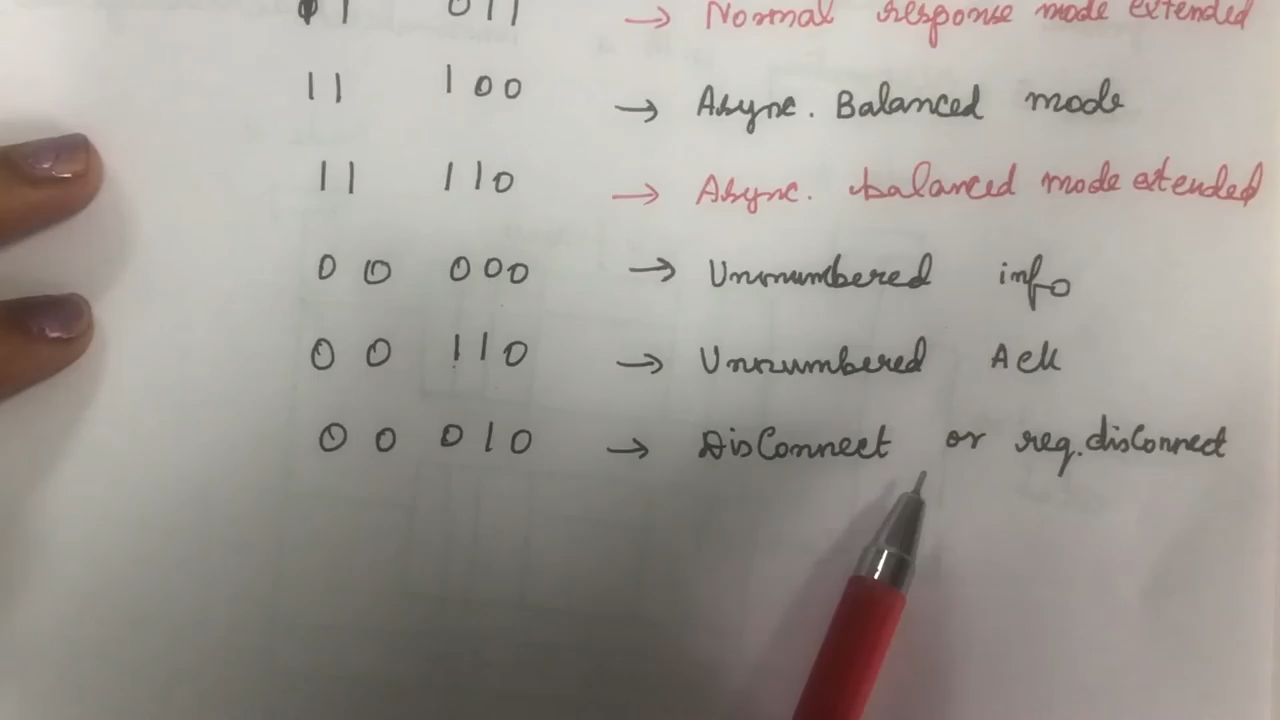 11 011 → Normal response mode extended
11 100 → Async. Balanced mode
11 110 → Async. balanced mode extended
00 000 → Unnumbered info
00 110 → Unnumbered Ack
00 010 → DisConnect or req.disConnect